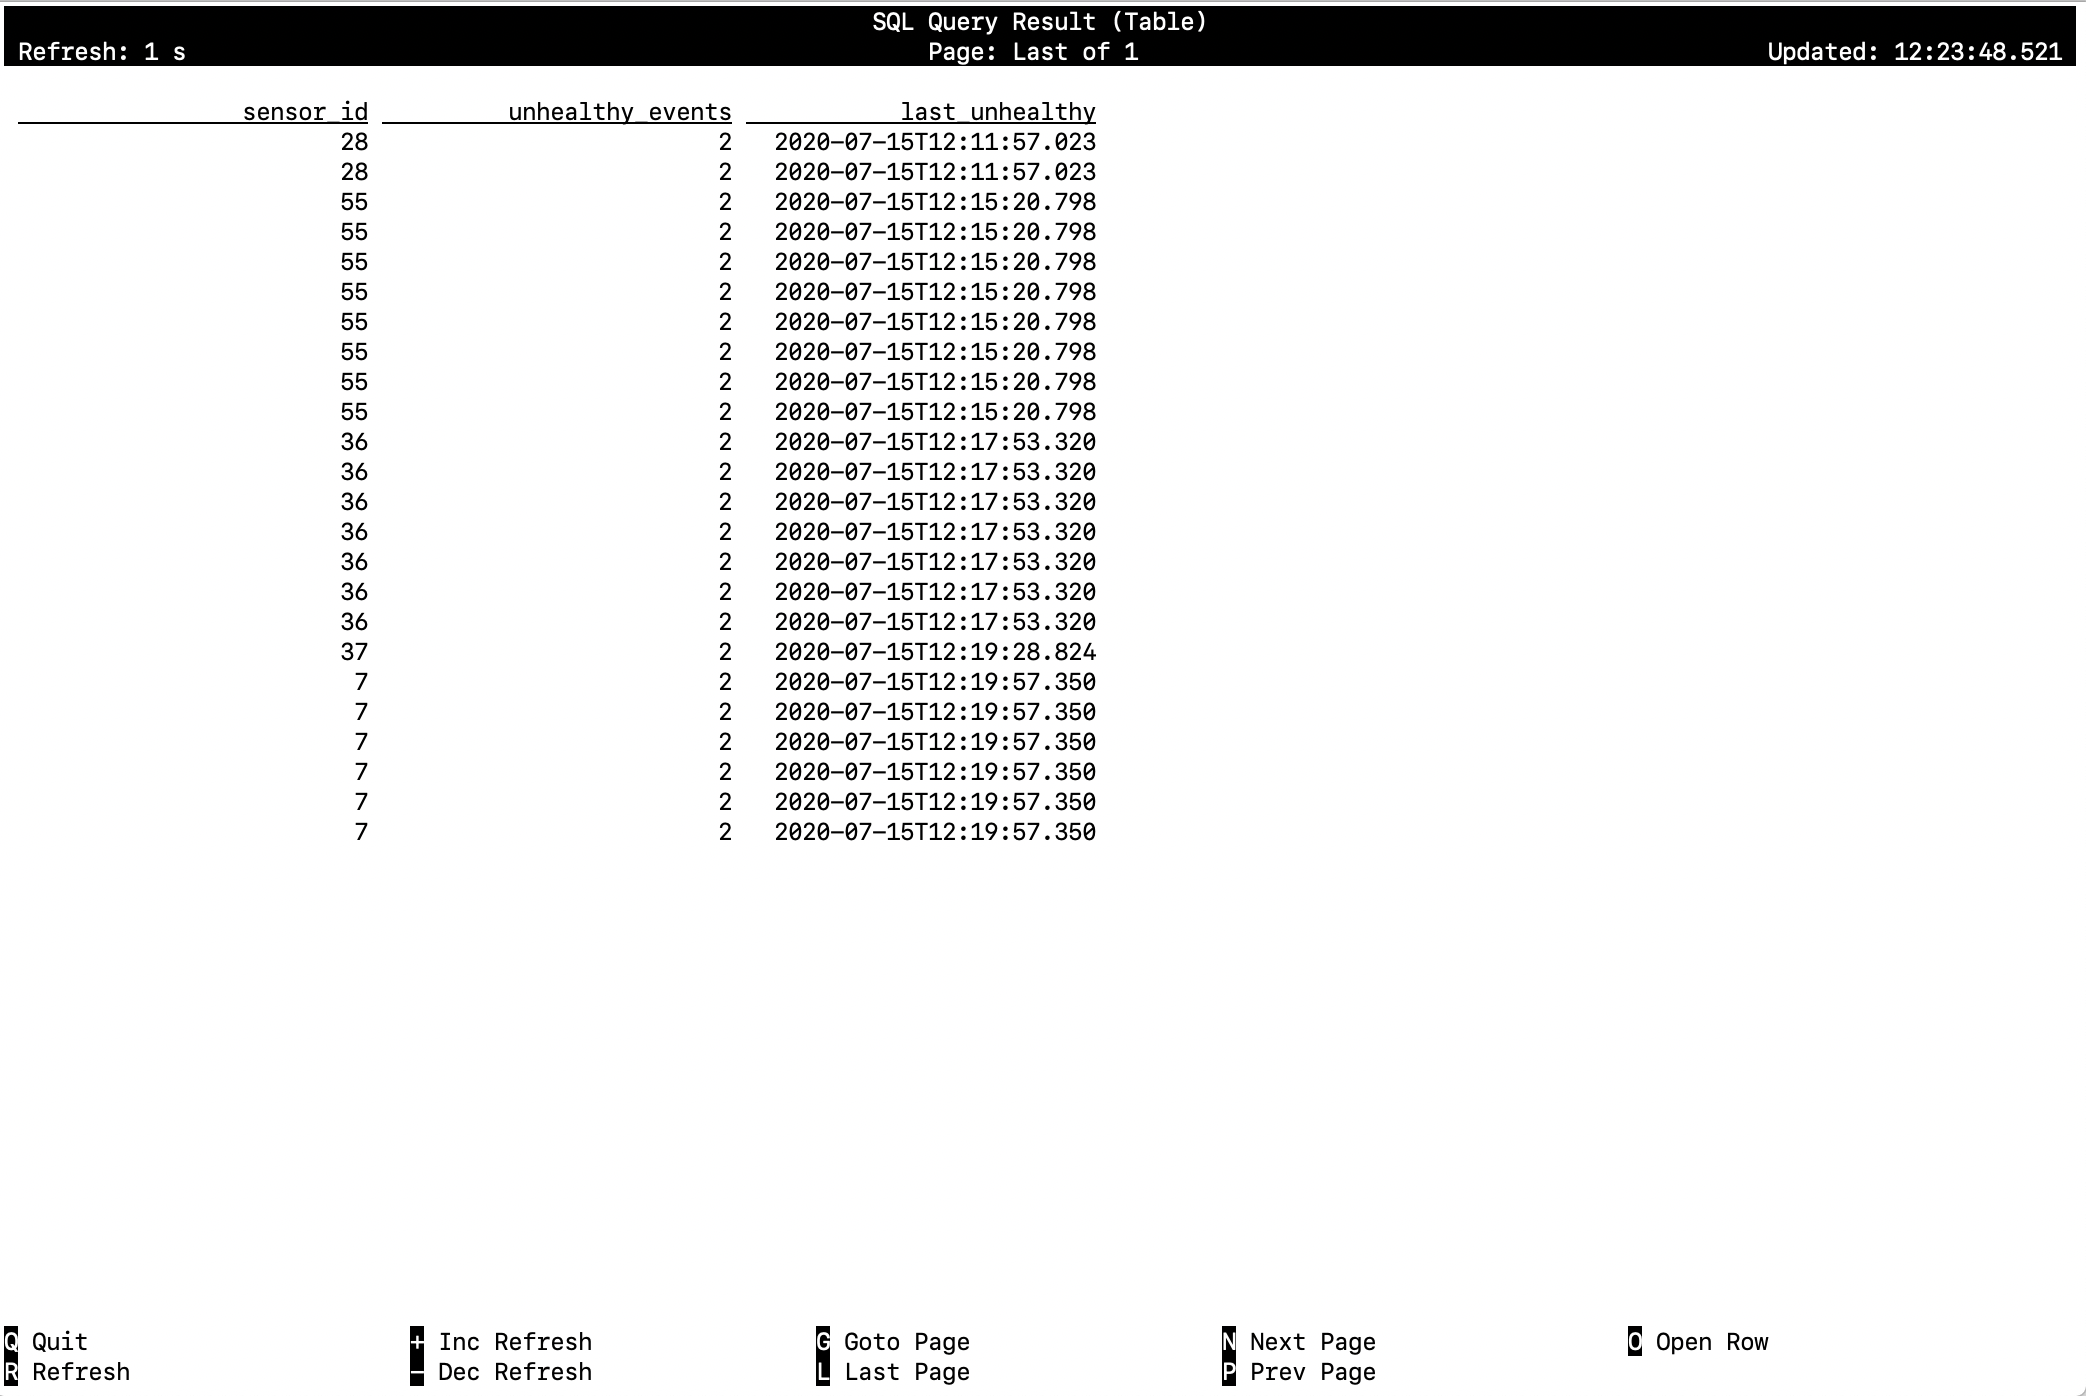 SQL Query Result (Table)
Refresh: 1 s Page: Last of 1 Updated: 12:23:48.521
sensor_id unhealthy_events last_unhealthy
28 2 2020-07-15T12:11:57.023
28 2 2020-07-15T12:11:57.023
55 2 2020-07-15T12:15:20.798
55 2 2020-07-15T12:15:20.798
55 2 2020-07-15T12:15:20.798
55 2 2020-07-15T12:15:20.798
55 2 2020-07-15T12:15:20.798
55 2 2020-07-15T12:15:20.798
55 2 2020-07-15T12:15:20.798
55 2 2020-07-15T12:15:20.798
36 2 2020-07-15T12:17:53.320
36 2 2020-07-15T12:17:53.320
36 2 2020-07-15T12:17:53.320
36 2 2020-07-15T12:17:53.320
36 2 2020-07-15T12:17:53.320
36 2 2020-07-15T12:17:53.320
36 2 2020-07-15T12:17:53.320
37 2 2020-07-15T12:19:28.824
7 2 2020-07-15T12:19:57.350
7 2 2020-07-15T12:19:57.350
7 2 2020-07-15T12:19:57.350
7 2 2020-07-15T12:19:57.350
7 2 2020-07-15T12:19:57.350
7 2 2020-07-15T12:19:57.350
Q Quit + Inc Refresh G Goto Page N Next Page O Open Row
R Refresh - Dec Refresh L Last Page P Prev Page